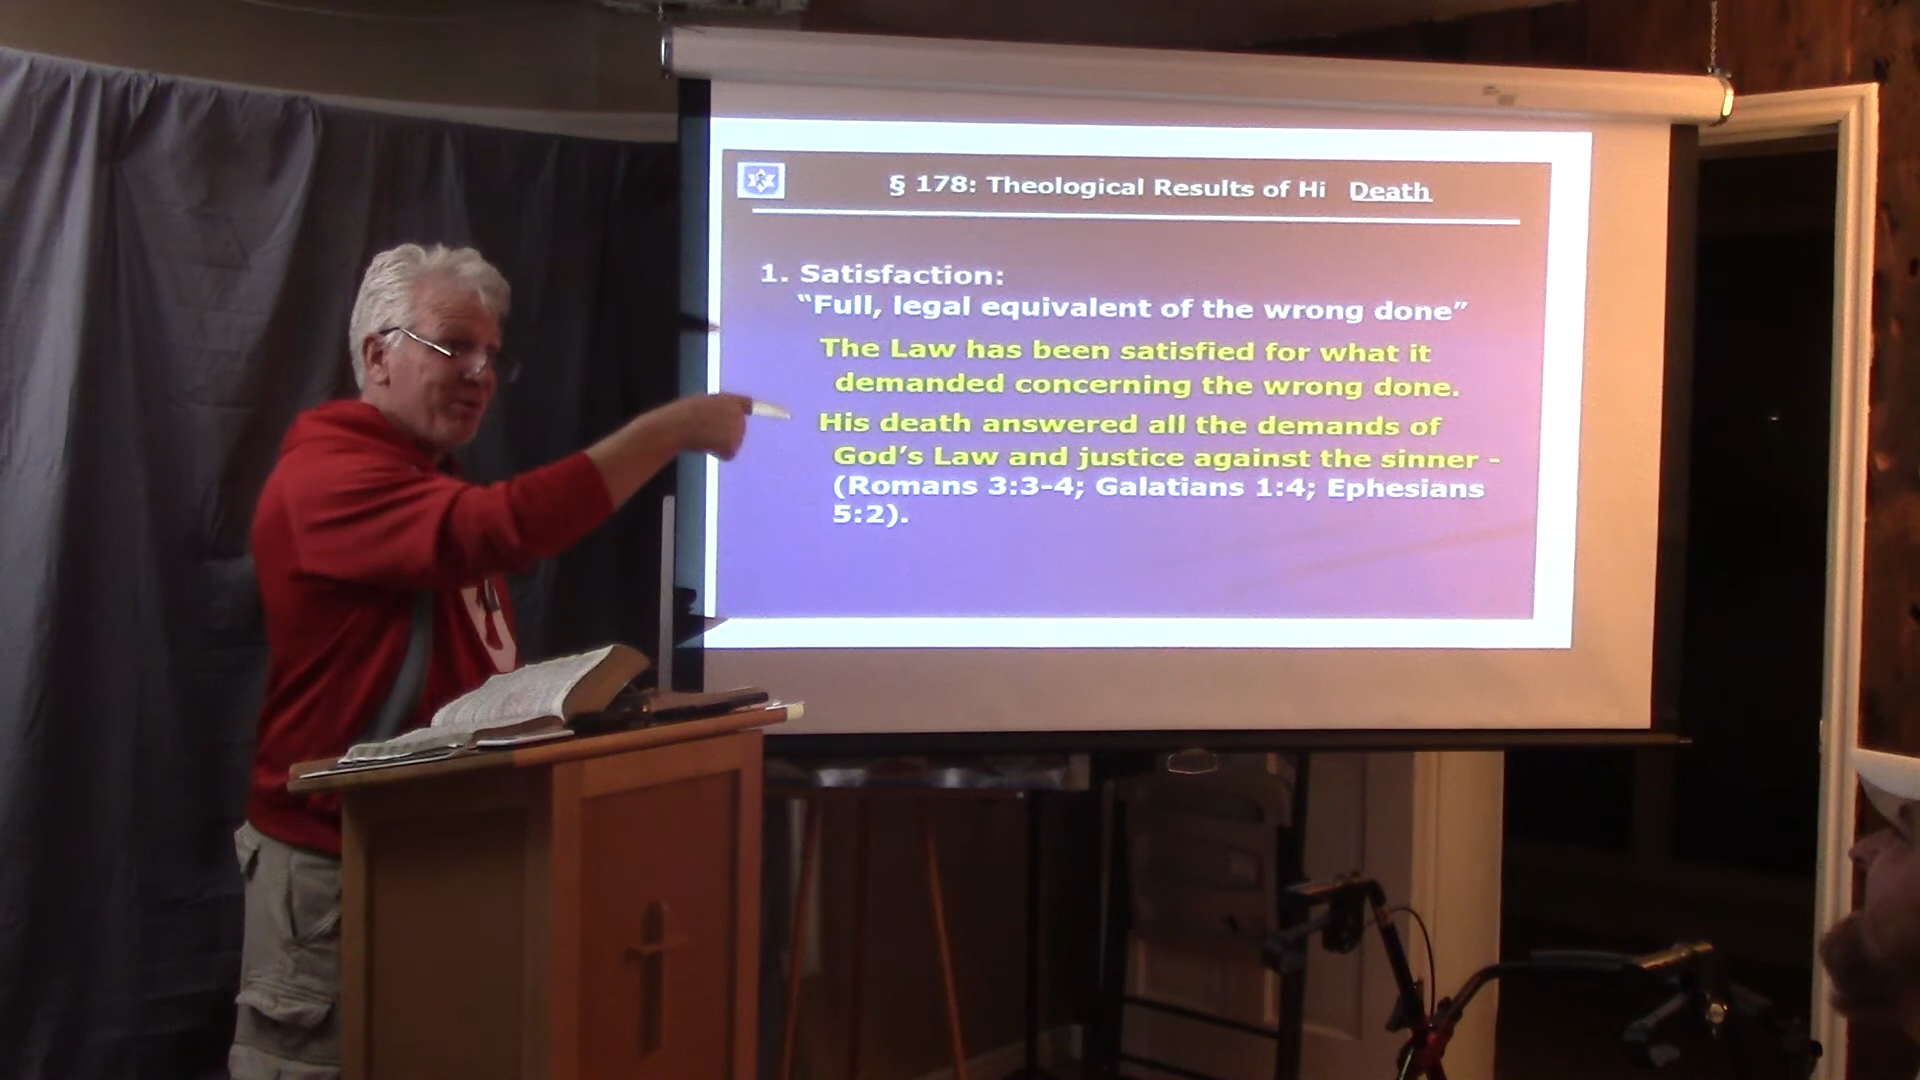 § 178: Theological Results of Hi Death
1. Satisfaction:
“Full, legal equivalent of the wrong done”
The Law has been satisfied for what it
demanded concerning the wrong done.
His death answered all the demands of
God’s Law and justice against the sinner -
(Romans 3:3-4; Galatians 1:4; Ephesians
5:2).